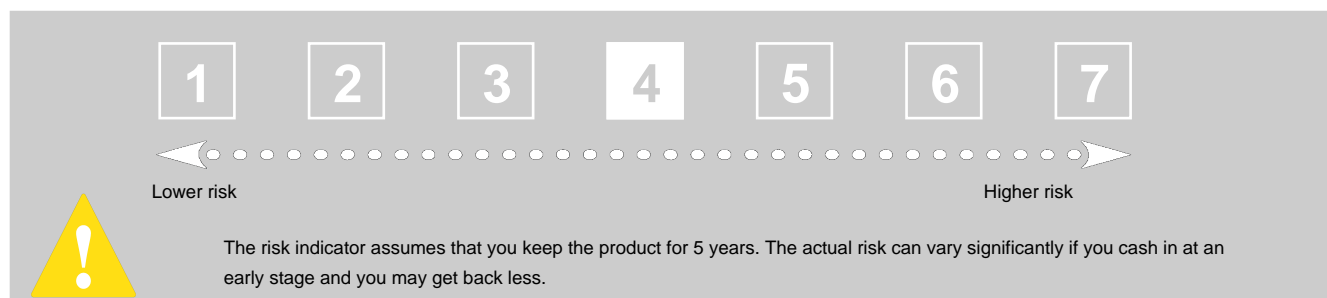 1 2 3 4 5 6 7
Lower risk Higher risk
!
The risk indicator assumes that you keep the product for 5 years. The actual risk can vary significantly if you cash in at an
early stage and you may get back less.